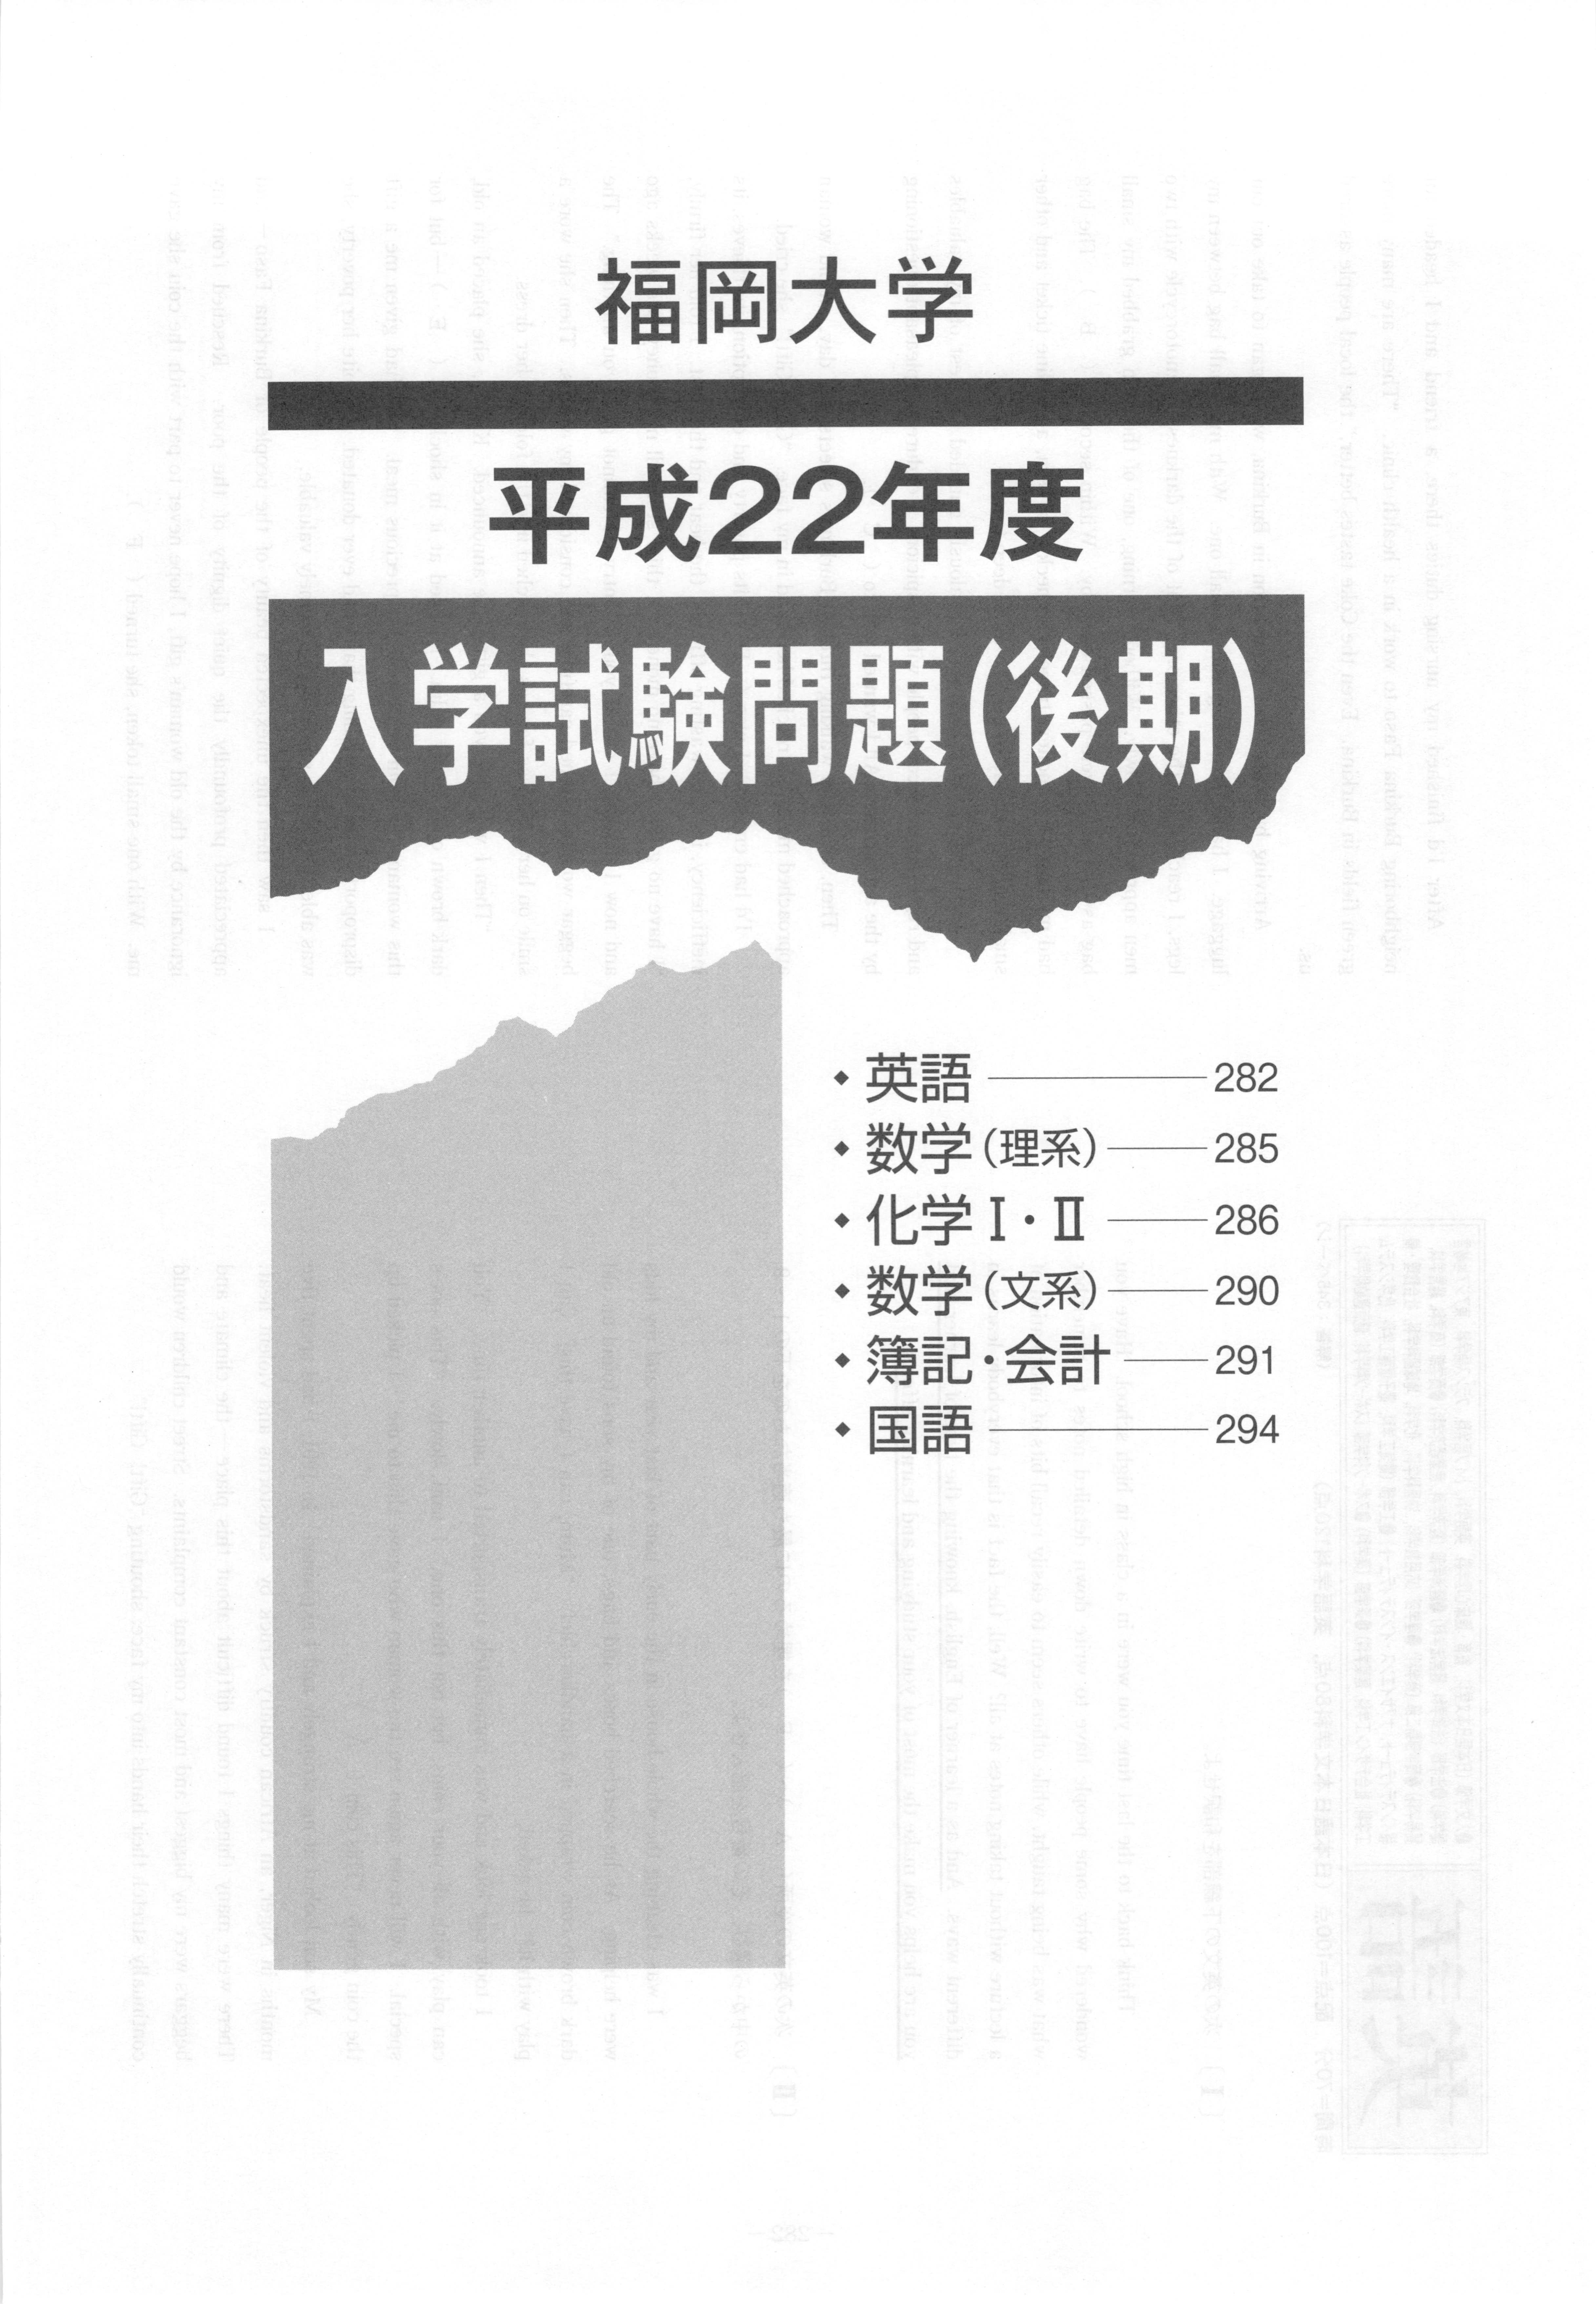 福岡大学
平成22年度
入学試験問題(後期)
◆ 英語 282
◆ 数学(理系) 285
◆ 化学Ⅰ・Ⅱ 286
◆ 数学(文系) 290
◆ 簿記・会計 291
◆ 国語 294